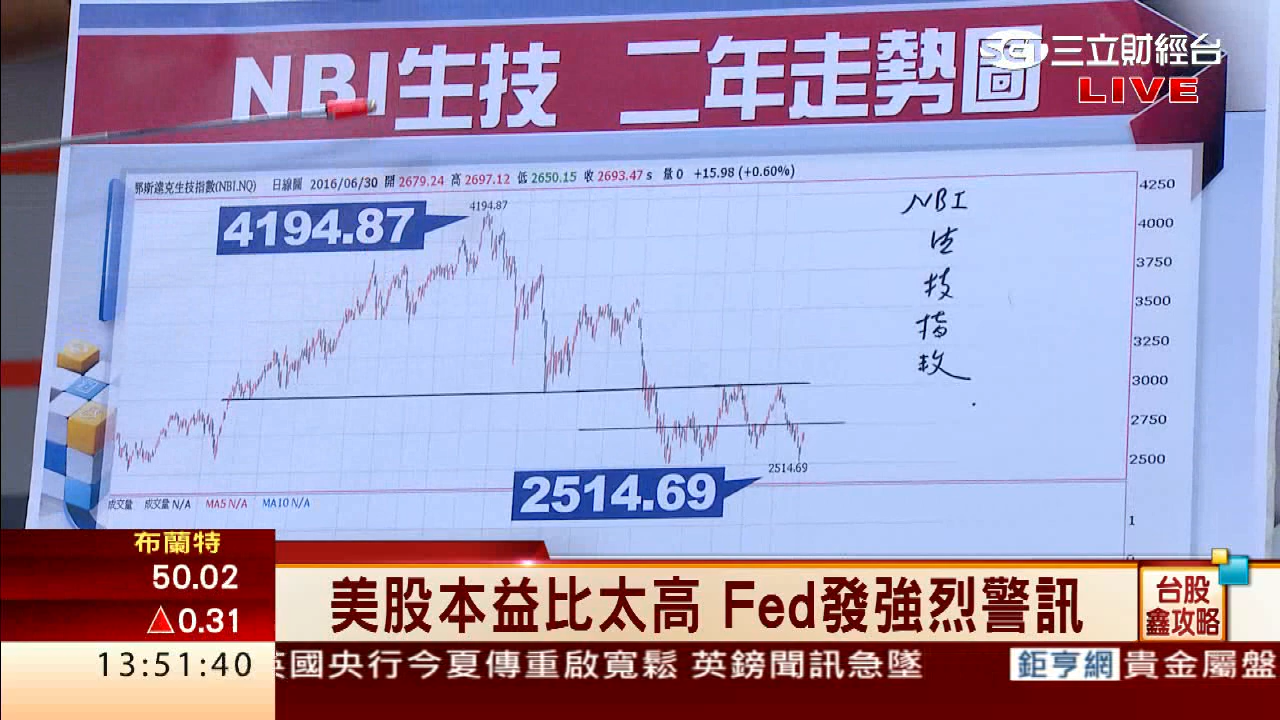 NBI生技 二年走勢圖
SET三立財經台
LIVE
那斯達克生技指數(NBI.NQ) 日線圖 2016/06/30 開 2679.24 高 2697.12 低 2650.15 收 2693.47 s 量 0 +15.98 (+0.60%)
4194.87
4194.87
NBI
生
技
指
数
4250
4000
3750
3500
3250
3000
2750
2500
1
0
2514.69
2514.69
成交量 成交量 N/A MA5 N/A MA10 N/A
布蘭特
50.02
△0.31
美股本益比太高 Fed發強烈警訊
台股
鑫攻略
13:51:40
英國央行今夏傳重啟寬鬆 英鎊聞訊急墜
鉅亨網 貴金屬盤